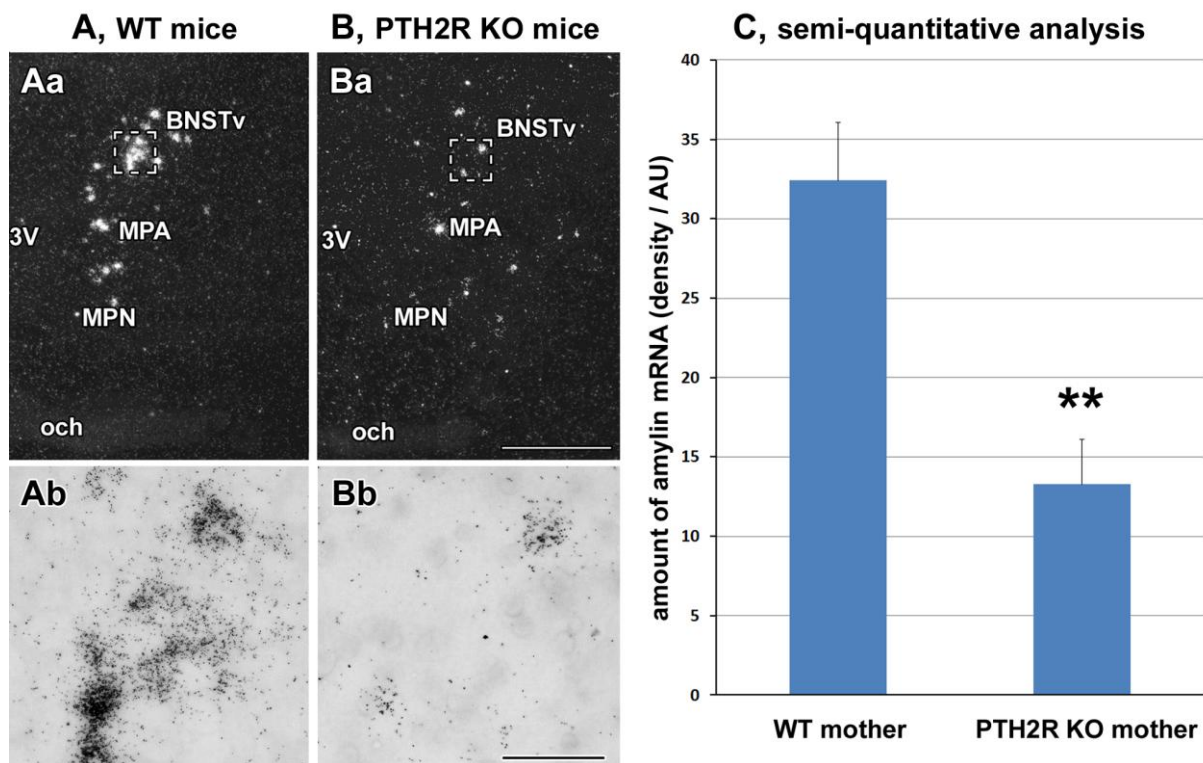 A, WT mice
B, PTH2R KO mice
C, semi-quantitative analysis
Aa
BNSTv
3V
MPA
MPN
och
Ba
BNSTv
3V
MPA
MPN
och
Ab
Bb
amount of amylin mRNA (density / AU)
40
35
30
25
20
15
10
5
0
**
WT mother
PTH2R KO mother